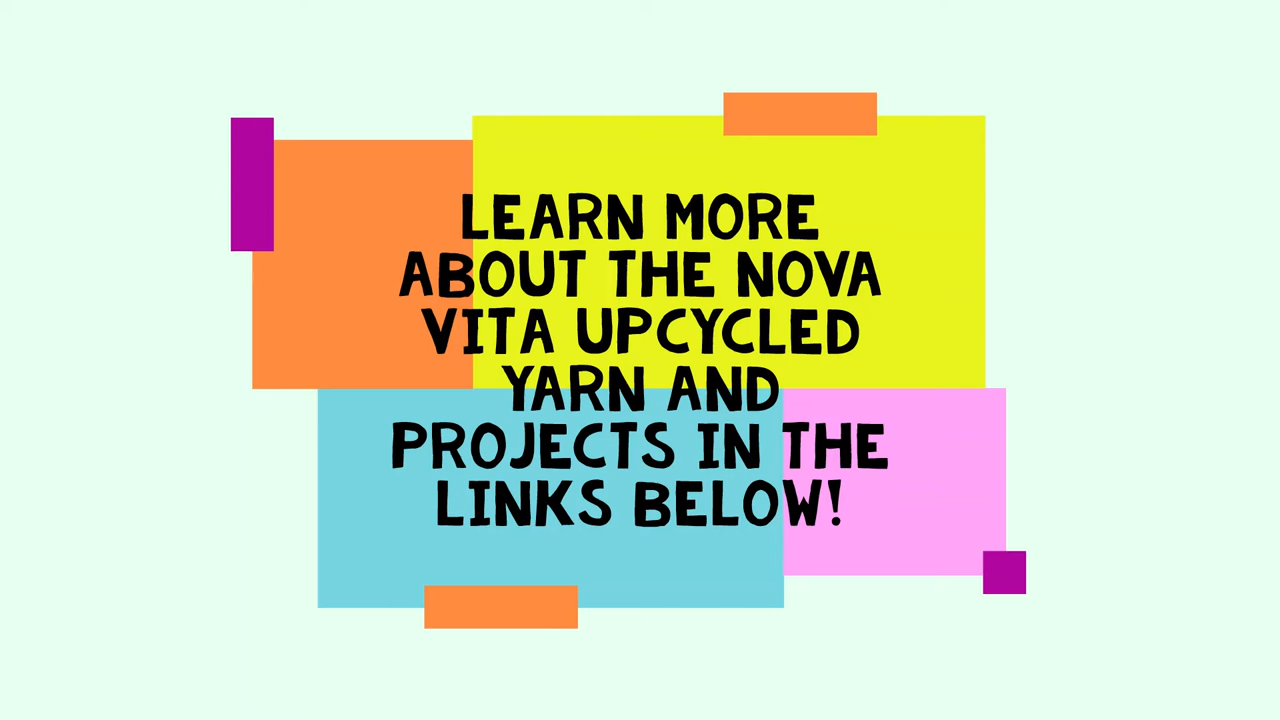 LEARN MORE
ABOUT THE NOVA
VITA UPCYCLED
YARN AND
PROJECTS IN THE
LINKS BELOW!